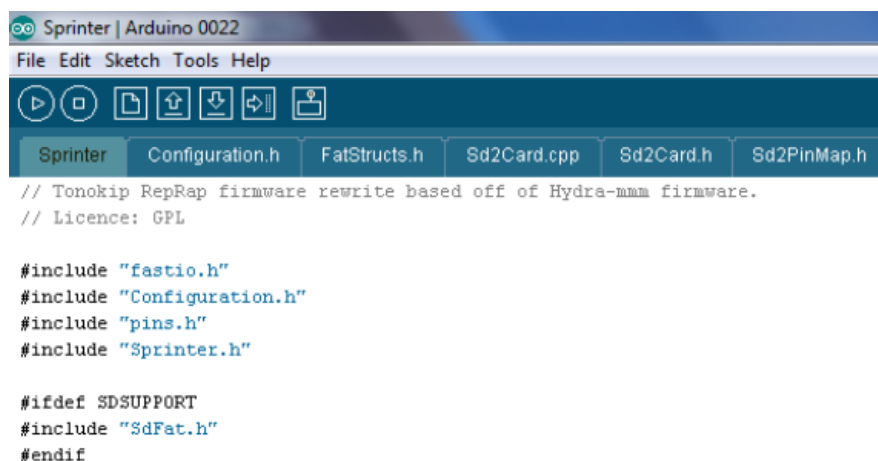 Sprinter | Arduino 0022
File Edit Sketch Tools Help
Sprinter Configuration.h FatStructs.h Sd2Card.cpp Sd2Card.h Sd2PinMap.h
// Tonokip RepRap firmware rewrite based off of Hydra-mmm firmware.
// Licence: GPL
#include "fastio.h"
#include "Configuration.h"
#include "pins.h"
#include "Sprinter.h"
#ifdef SDSUPPORT
#include "SdFat.h"
#endif